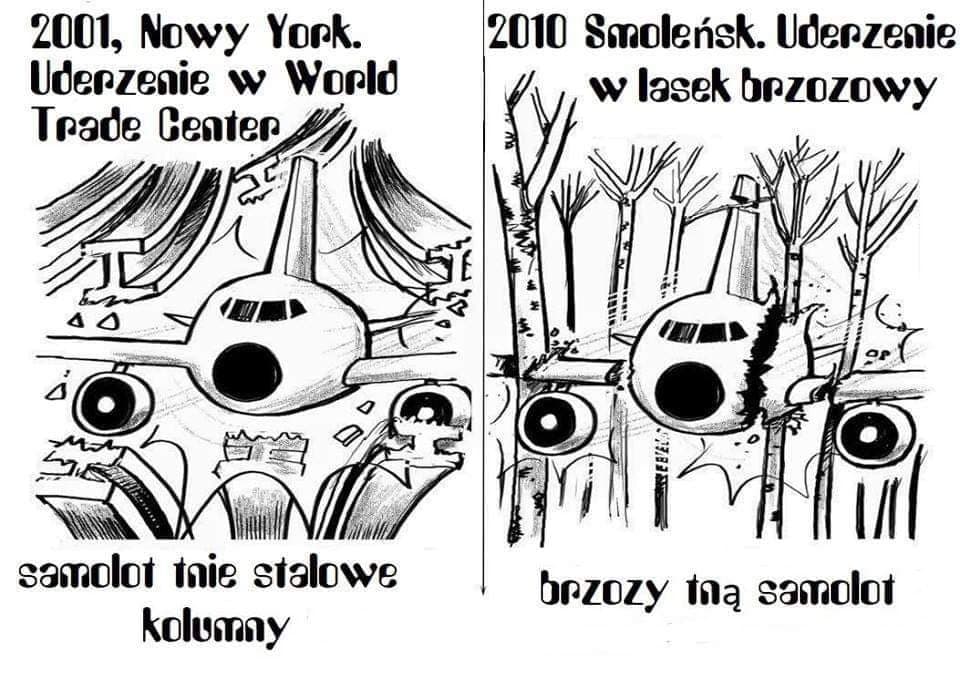 2001, Nowy York.
Uderzenie w World
Trade Center
samolot tnie stalowe
kolumny
2010 Smoleńsk. Uderzenie
w lasek brzozowy
brzozy tną samolot